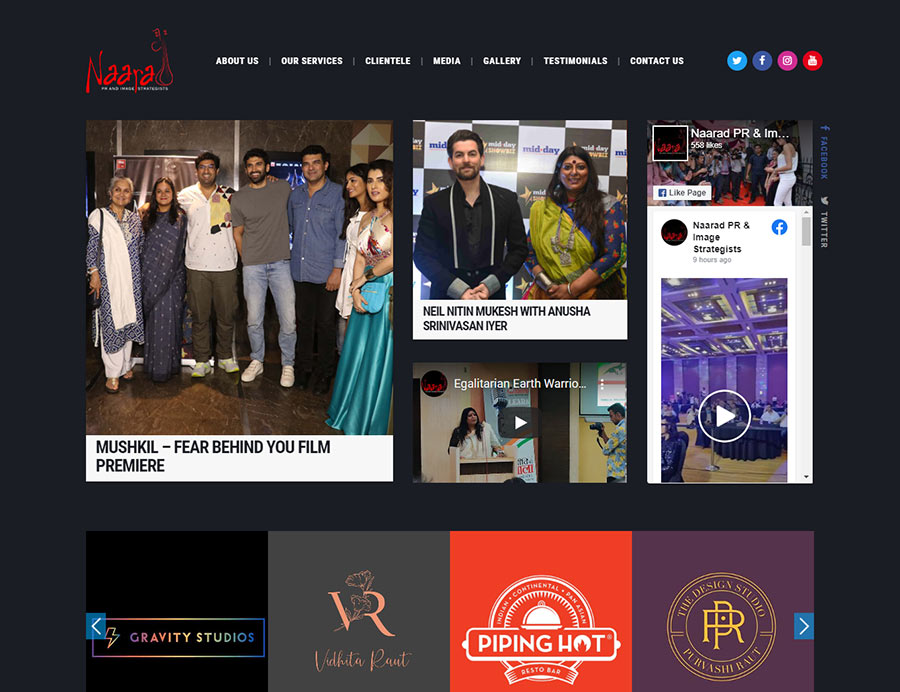 Naarad
PR AND IMAGE STRATEGISTS
ABOUT US | OUR SERVICES | CLIENTELE | MEDIA | GALLERY | TESTIMONIALS | CONTACT US
mid-day
mid-day
SHOWBIZ
MUSHKIL – FEAR BEHIND YOU FILM
PREMIERE
NEIL NITIN MUKESH WITH ANUSHA
SRINIVASAN IYER
Egalitarian Earth Warrio...
Naarad PR & Im...
558 likes
Like Page
Naarad PR &
Image
Strategists
9 hours ago
FACEBOOK
TWITTER
GRAVITY STUDIOS
VR
Vidhita Raut
INDIAN • CONTINENTAL • PAN ASIAN
PIPING HOT®
RESTO BAR
THE DESIGN STUDIO
PR
PURVASHI RAUT